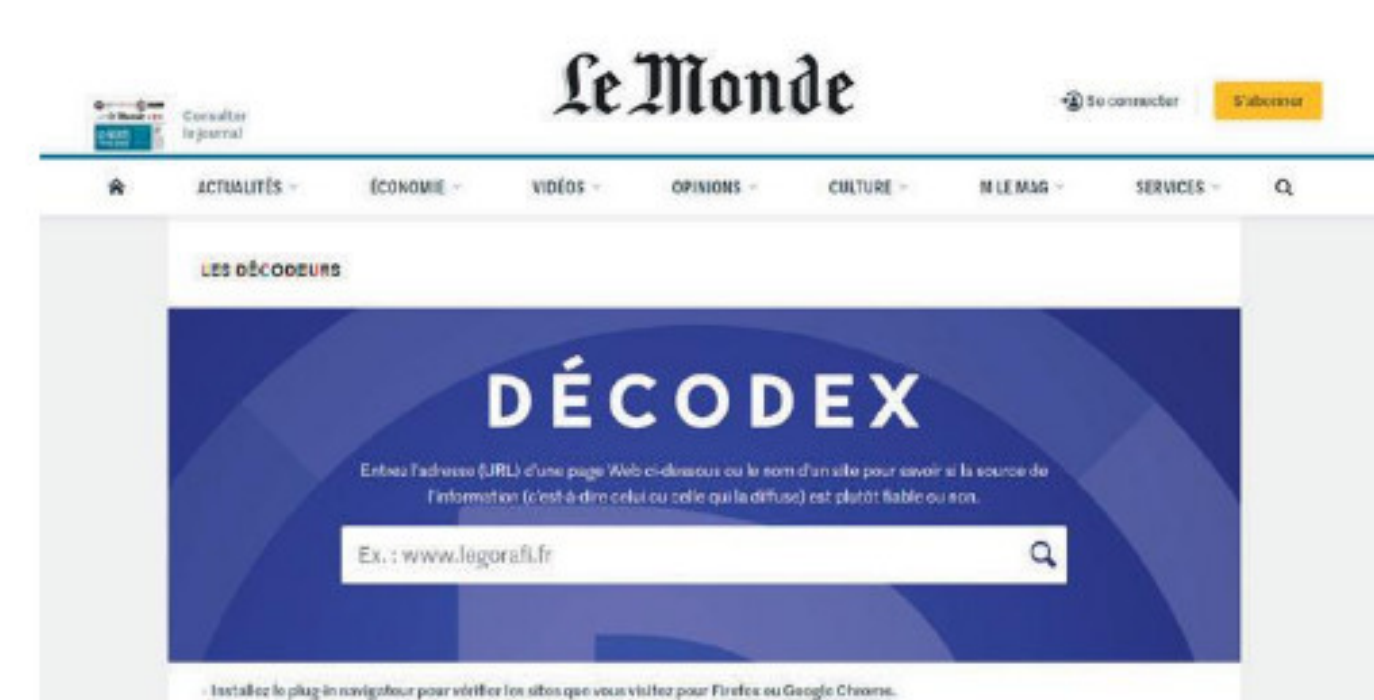 Le Monde
Consulter
le journal
Se connecter
S'abonner
ACTUALITÉS
ÉCONOMIE
VIDÉOS
OPINIONS
CULTURE
M LE MAG
SERVICES
LES DÉCODEURS
DÉCODEX
Entrez l'adresse (URL) d'une page Web ci-dessous ou le nom d'un site pour savoir si la source de
l'information (c'est-à-dire celui ou celle qui la diffuse) est plutôt fiable ou non.
Ex. : www.legorafi.fr
- Installez le plug-in navigateur pour vérifier les sites que vous visitez pour Firefox ou Google Chrome.